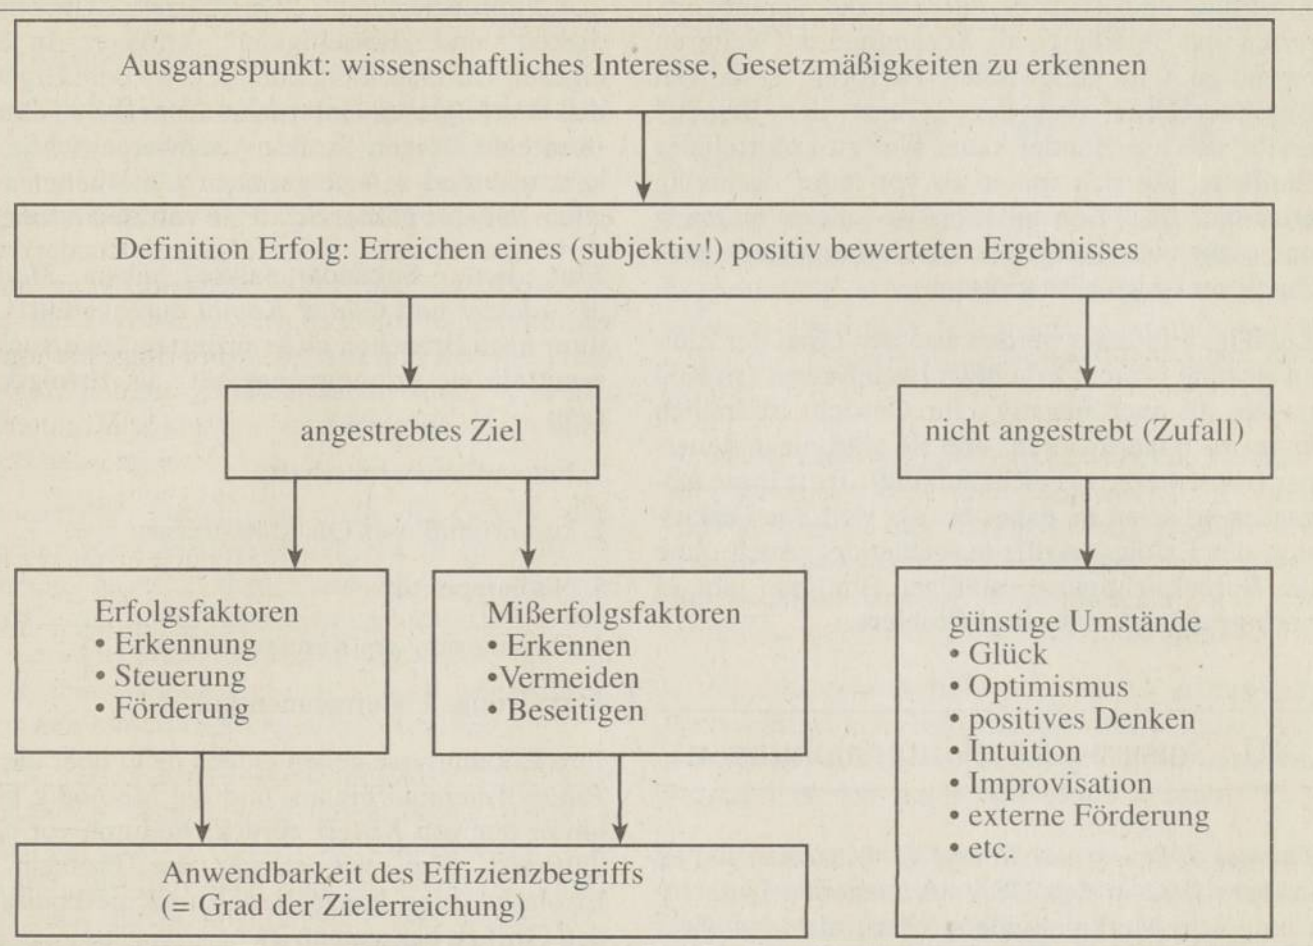 Ausgangspunkt: wissenschaftliches Interesse, Gesetzmäßigkeiten zu erkennen
Definition Erfolg: Erreichen eines (subjektiv!) positiv bewerteten Ergebnisses
angestrebtes Ziel
nicht angestrebt (Zufall)
Erfolgsfaktoren
• Erkennung
• Steuerung
• Förderung
Mißerfolgsfaktoren
• Erkennen
•Vermeiden
• Beseitigen
günstige Umstände
• Glück
• Optimismus
• positives Denken
• Intuition
• Improvisation
• externe Förderung
• etc.
Anwendbarkeit des Effizienzbegriffs
(= Grad der Zielerreichung)